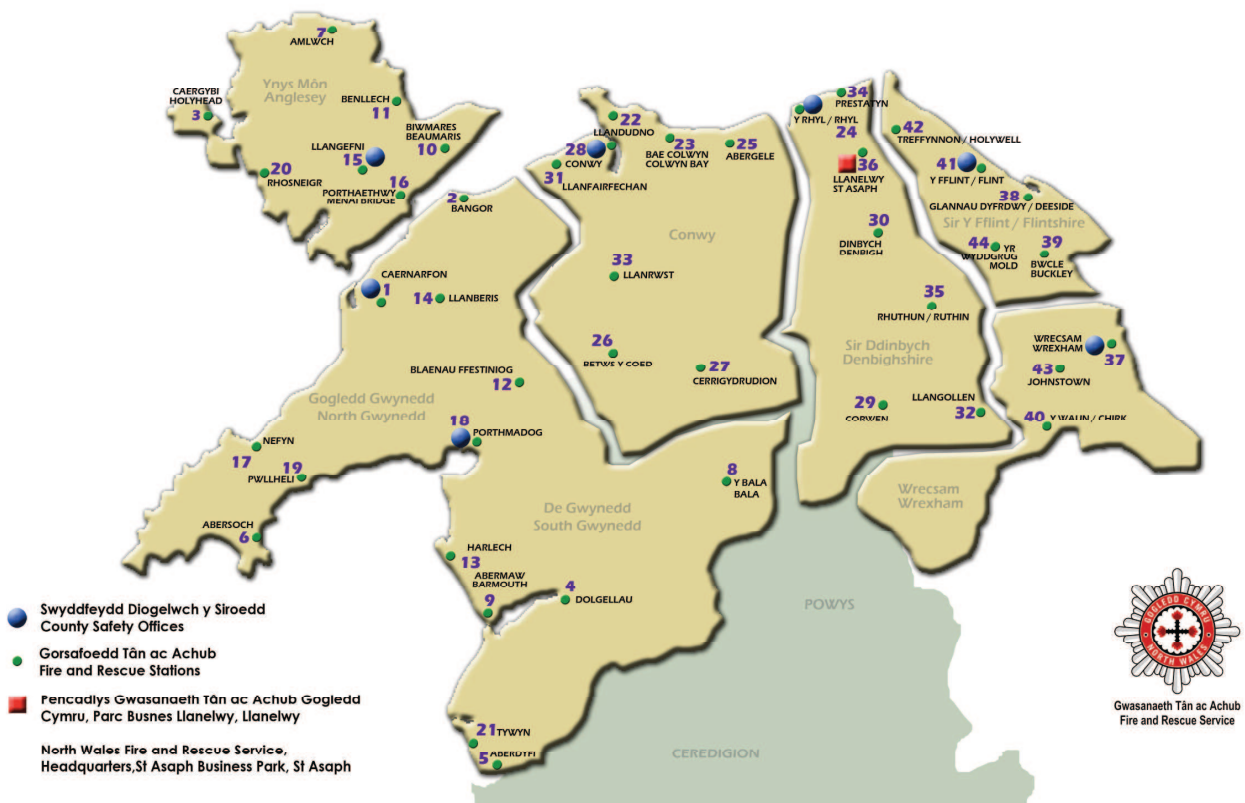 7
AMLWCH
Ynys Môn
Anglesey
CAERGYBI
HOLYHEAD
3
BENLLECH
11
BIWMARES
BEAUMARIS
10
LLANGEFNI
15
20
RHOSNEIGR
16
PORTHAETHWY
MENAI BRIDGE
2
BANGOR
CAERNARFON
1
14
LLANBERIS
BLAENAU FFESTINIOG
12
Gogledd Gwynedd
North Gwynedd
18
PORTHMADOG
NEFYN
17
19
PWLLHELI
ABERSOCH
6
22
LLANDUDNO
28
CONWY
31
LLANFAIRFECHAN
23
BAE COLWYN
COLWYN BAY
25
ABERGELE
Conwy
33
LLANRWST
26
BETWS Y COED
27
CERRIGYDRUDION
34
PRESTATYN
Y RHYL / RHYL
24
36
LLANELWY
ST ASAPH
30
DINBYCH
DENBIGH
35
RHUTHUN / RUTHIN
Sir Ddinbych
Denbighshire
29
CORWEN
LLANGOLLEN
32
42
TREFFYNNON / HOLYWELL
41
Y FFLINT / FLINT
38
GLANNAU DYFRDWY / DEESIDE
Sir Y Fflint / Flintshire
44
YR
WYDDGRUG
MOLD
39
BWCLE
BUCKLEY
WRECSAM
WREXHAM
37
43
JOHNSTOWN
40
Y WAUN / CHIRK
Wrecsam
Wrexham
8
Y BALA
BALA
De Gwynedd
South Gwynedd
HARLECH
13
ABERMAW
BARMOUTH
9
4
DOLGELLAU
21
TYWYN
5
ABERDYFI
POWYS
CEREDIGION
Swyddfeydd Diogelwch y Siroedd
County Safety Offices
Gorsafoedd Tân ac Achub
Fire and Rescue Stations
Pencadlys Gwasanaeth Tân ac Achub Gogledd
Cymru, Parc Busnes Llanelwy, Llanelwy
North Wales Fire and Rescue Service,
Headquarters,St Asaph Business Park, St Asaph
GOGLEDD CYMRU
NORTH WALES
Gwasanaeth Tân ac Achub
Fire and Rescue Service